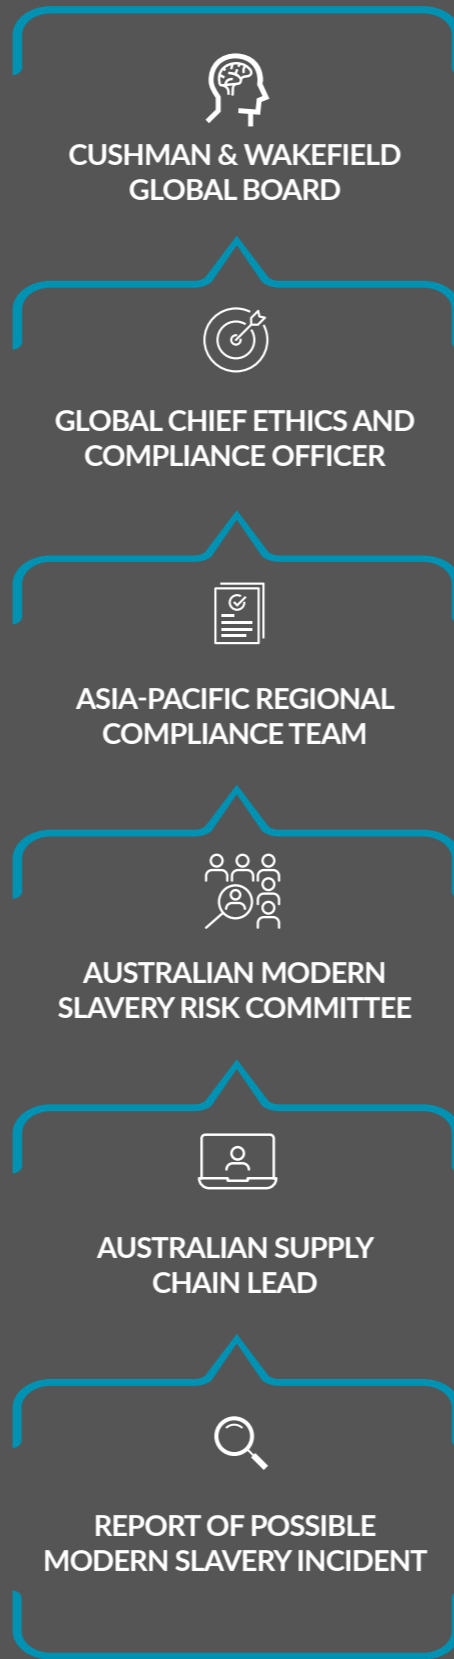 CUSHMAN & WAKEFIELD
GLOBAL BOARD
GLOBAL CHIEF ETHICS AND
COMPLIANCE OFFICER
ASIA-PACIFIC REGIONAL
COMPLIANCE TEAM
AUSTRALIAN MODERN
SLAVERY RISK COMMITTEE
AUSTRALIAN SUPPLY
CHAIN LEAD
REPORT OF POSSIBLE
MODERN SLAVERY INCIDENT